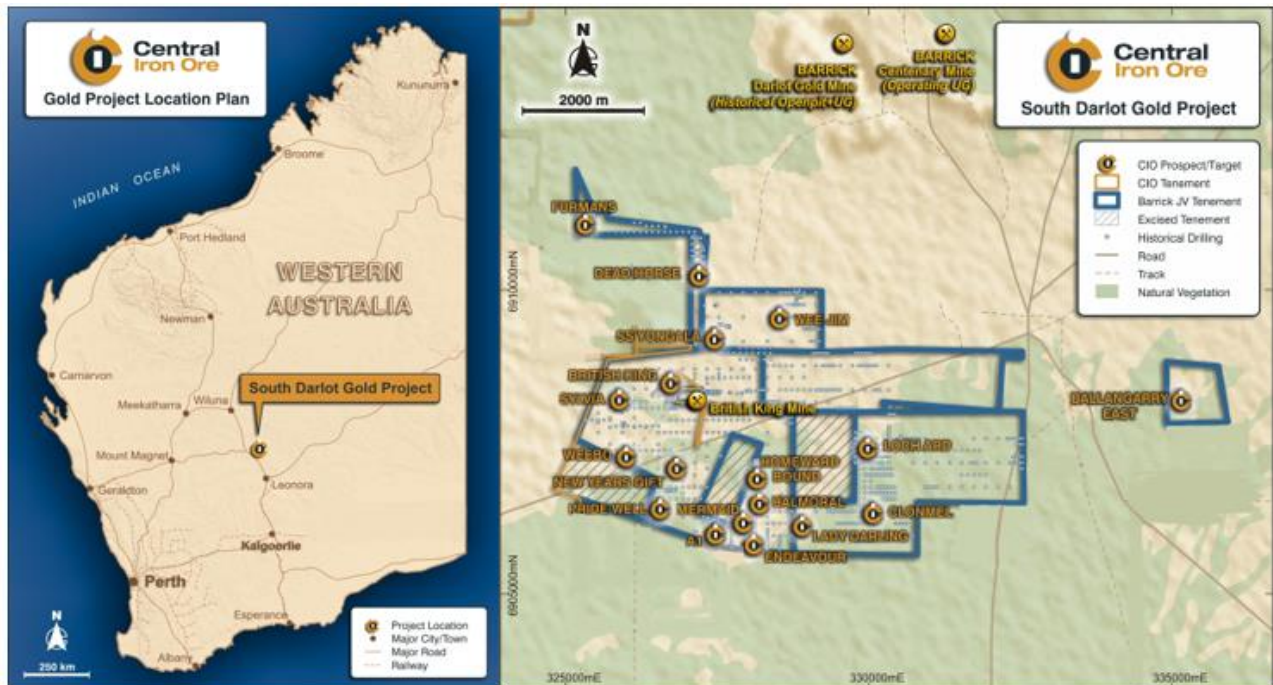 Central
Iron Ore
Gold Project Location Plan
Kununurra
Broome
INDIAN OCEAN
Port Hedland
WESTERN
AUSTRALIA
Newman
Carnarvon
South Darlot Gold Project
Meekatharra
Wiluna
Mount Magnet
Geraldton
Leonora
Kalgoorlie
Perth
Esperance
Albany
N
250 km
Project Location
Major City/Town
Major Road
Railway
N
2000 m
BARRICK
Darlot Gold Mine
(Historical Openpit+UG)
BARRICK
Centenary Mine
(Operating UG)
Central
Iron Ore
South Darlot Gold Project
CIO Prospect/Target
CIO Tenement
Barrick JV Tenement
Excised Tenement
Historical Drilling
Road
Track
Natural Vegetation
FURMANS
DEAD HORSE
6910000mN
WEE JIM
SS YONGALA
BRITISH KING
SYLVIA
British King Mine
BALLANGARRY
EAST
WEEBO
NEW YEARS GIFT
HOMEWARD
BOUND
LOCH ARD
PRIDE WELL
MERMAID
BALMORAL
CLONMEL
A1
LADY DARLING
ENDEAVOUR
6905000mN
325000mE
330000mE
335000mE